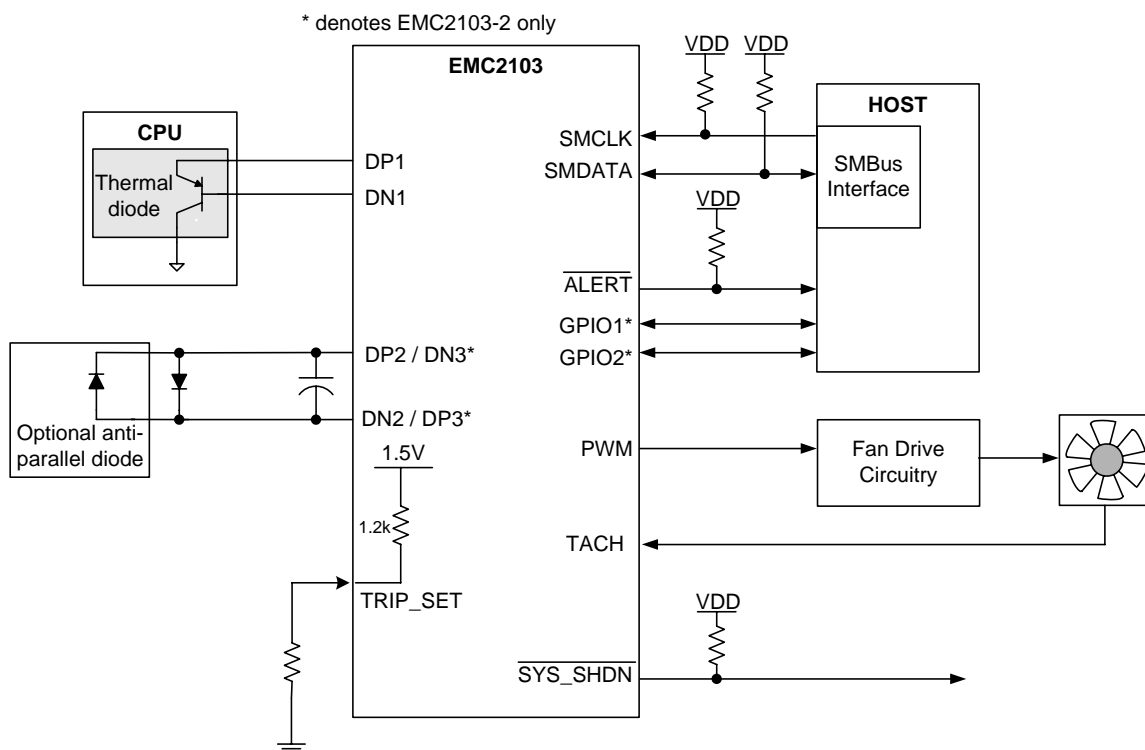 * denotes EMC2103-2 only
EMC2103
VDD
VDD
HOST
CPU
Thermal
diode
DP1
DN1
SMCLK
SMDATA
SMBus
Interface
VDD
ALERT
GPIO1*
GPIO2*
DP2 / DN3*
DN2 / DP3*
Optional anti-
parallel diode
1.5V
1.2k
PWM
Fan Drive
Circuitry
TACH
TRIP_SET
VDD
SYS_SHDN